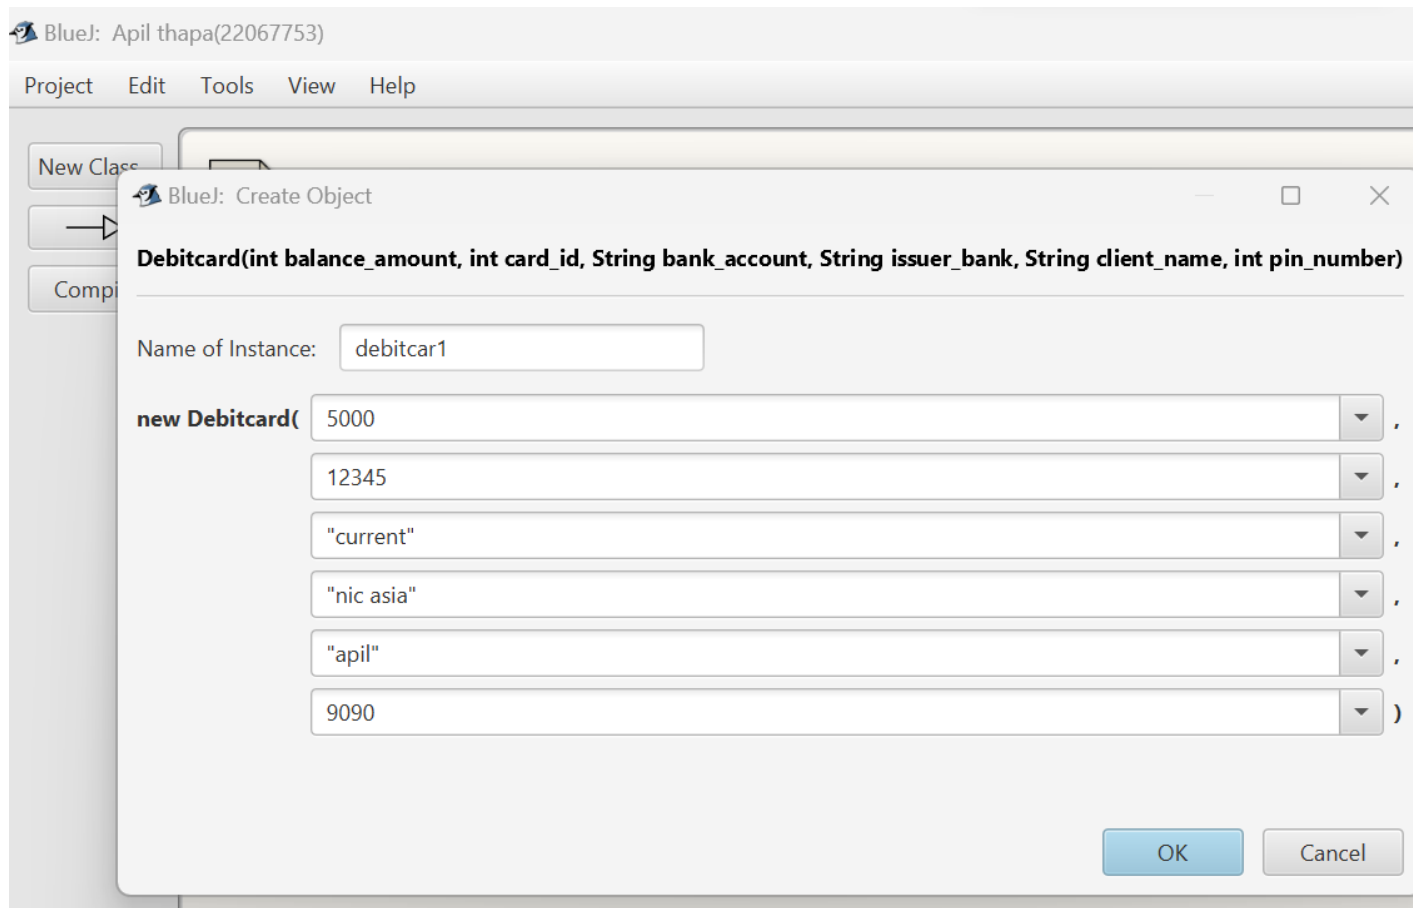 BlueJ: Apil thapa(22067753)
Project Edit Tools View Help
New Class
BlueJ: Create Object
Debitcard(int balance_amount, int card_id, String bank_account, String issuer_bank, String client_name, int pin_number)
Compi
Name of Instance: debitcar1
new Debitcard( 5000 ,
12345 ,
"current" ,
"nic asia" ,
"apil" ,
9090 )
OK Cancel